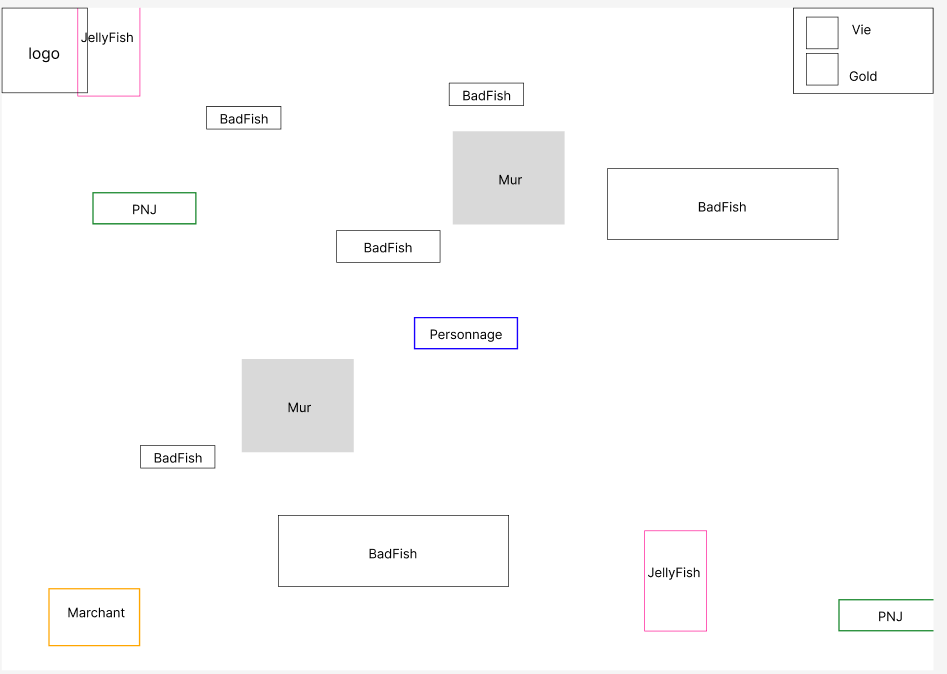 logo
JellyFish
Vie
Gold
BadFish
BadFish
Mur
BadFish
PNJ
BadFish
Personnage
Mur
BadFish
BadFish
JellyFish
Marchant
PNJ